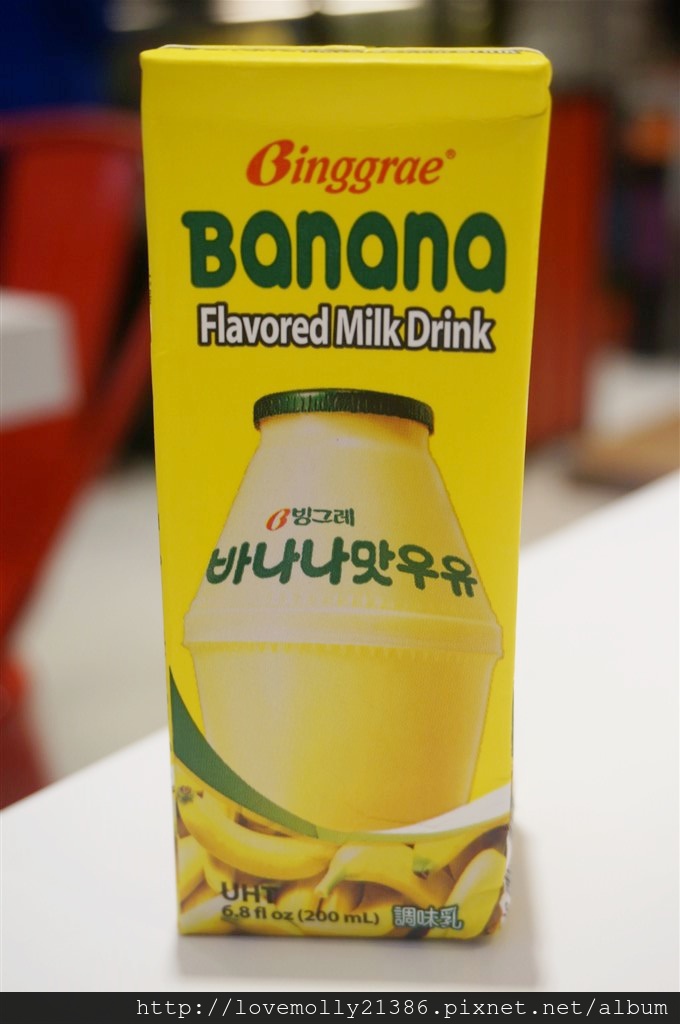 Binggrae®
Banana
Flavored Milk Drink
빙그레
바나나맛우유
UHT
6.8 fl oz (200 mL) 調味乳
http://lovemolly21386.pixnet.net/album